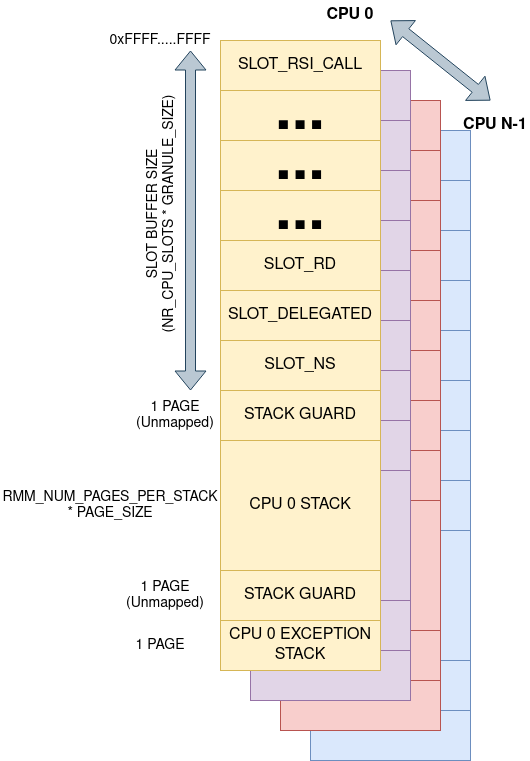 CPU 0
0xFFFF.....FFFF
SLOT_RSI_CALL
CPU N-1
...
...
...
SLOT BUFFER SIZE
(NR_CPU_SLOTS * GRANULE_SIZE)
SLOT_RD
SLOT_DELEGATED
SLOT_NS
1 PAGE
(Unmapped)
STACK GUARD
RMM_NUM_PAGES_PER_STACK
* PAGE_SIZE
CPU 0 STACK
1 PAGE
(Unmapped)
STACK GUARD
1 PAGE
CPU 0 EXCEPTION
STACK